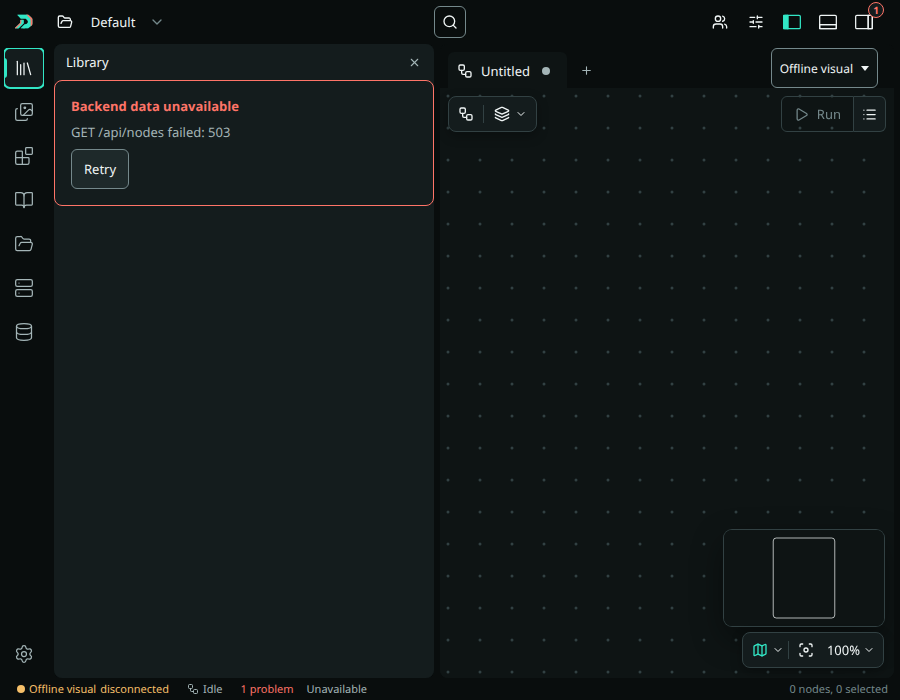 Default
1
Library
Untitled
Offline visual
Backend data unavailable
GET /api/nodes failed: 503
Retry
Run
100%
Offline visual disconnected
Idle
1 problem
Unavailable
0 nodes, 0 selected